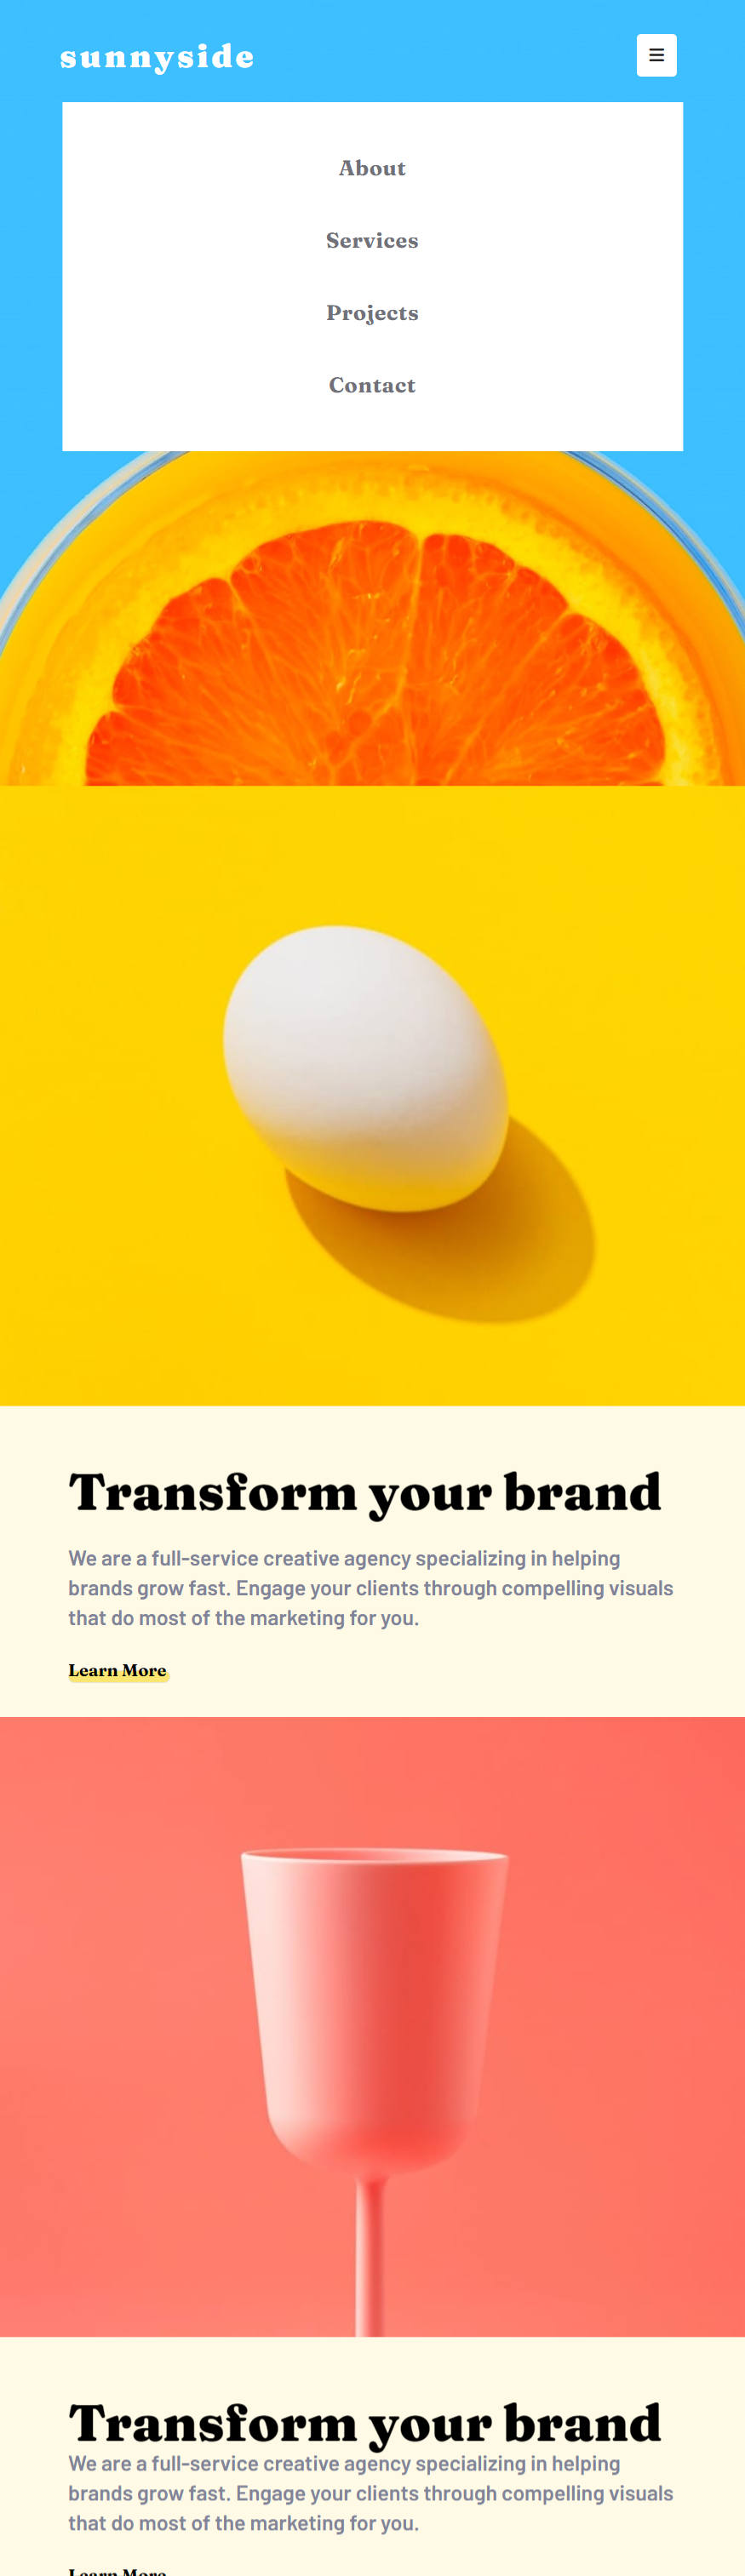 sunnyside
About
Services
Projects
Contact
Transform your brand
We are a full-service creative agency specializing in helping
brands grow fast. Engage your clients through compelling visuals
that do most of the marketing for you.
Learn More
Transform your brand
We are a full-service creative agency specializing in helping
brands grow fast. Engage your clients through compelling visuals
that do most of the marketing for you.
Learn More